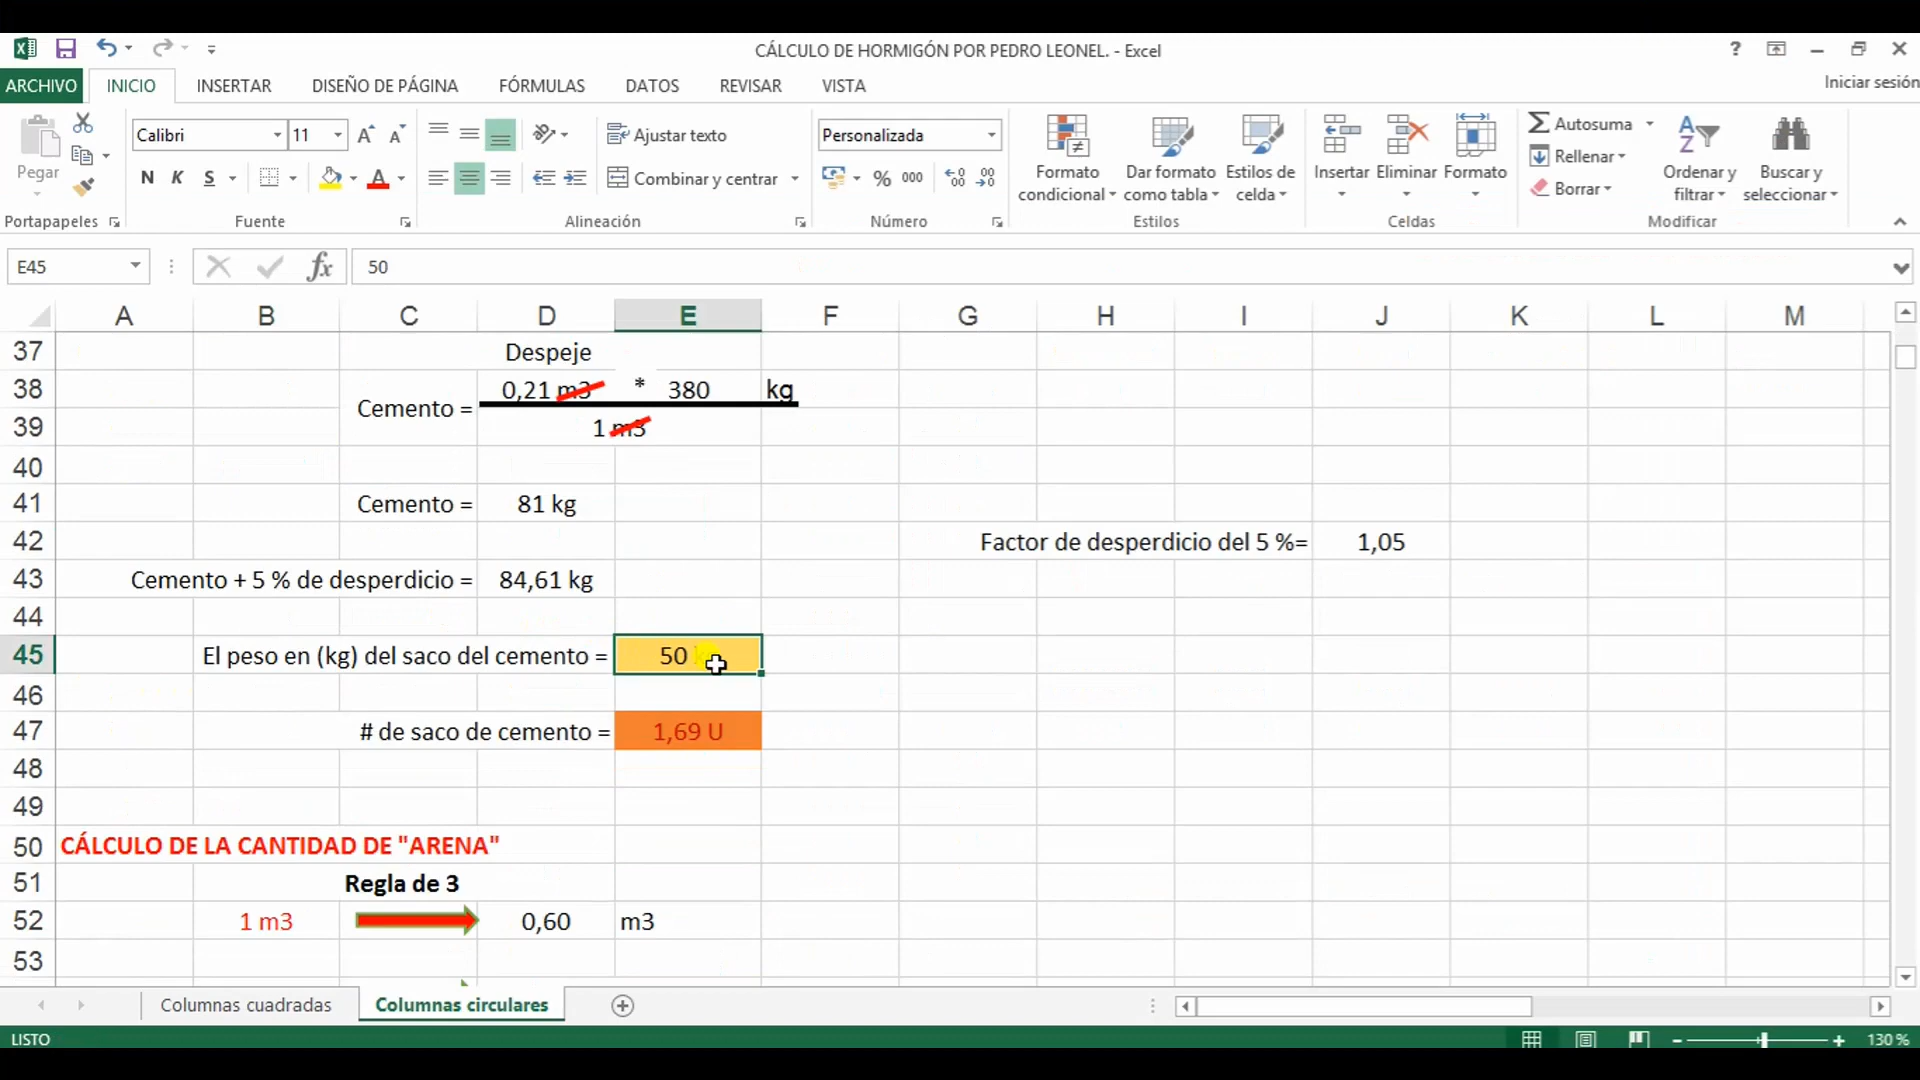 CÁLCULO DE HORMIGÓN POR PEDRO LEONEL. - Excel
?
Iniciar sesión
ARCHIVO INICIO INSERTAR DISEÑO DE PÁGINA FÓRMULAS DATOS REVISAR VISTA
Pegar
Calibri 11
N K S
Ajustar texto
Combinar y centrar
Personalizada
% 000
Formato condicional
Dar formato como tabla
Estilos de celda
Insertar Eliminar Formato
Autosuma
Rellenar
Borrar
Ordenar y filtrar
Buscar y seleccionar
Portapapeles Fuente Alineación Número Estilos Celdas Modificar
E45 fx 50
A B C D E F G H I J K L M
37 Despeje
38 0,21 m3 * 380 kg
Cemento =
39 1 m3
40
41 Cemento = 81 kg
42 Factor de desperdicio del 5 %= 1,05
43 Cemento + 5 % de desperdicio = 84,61 kg
44
45 El peso en (kg) del saco del cemento = 50
46
47 # de saco de cemento = 1,69 U
48
49
50 CÁLCULO DE LA CANTIDAD DE "ARENA"
51 Regla de 3
52 1 m3 0,60 m3
53
Columnas cuadradas Columnas circulares
LISTO 130 %